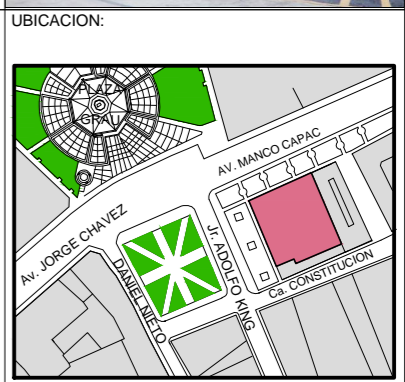 UBICACION:
PLAZA
GRAU
AV. MANCO CAPAC
Av. JORGE CHAVEZ
Jr. ADOLFO KING
DANIEL NIETO
Ca. CONSTITUCION